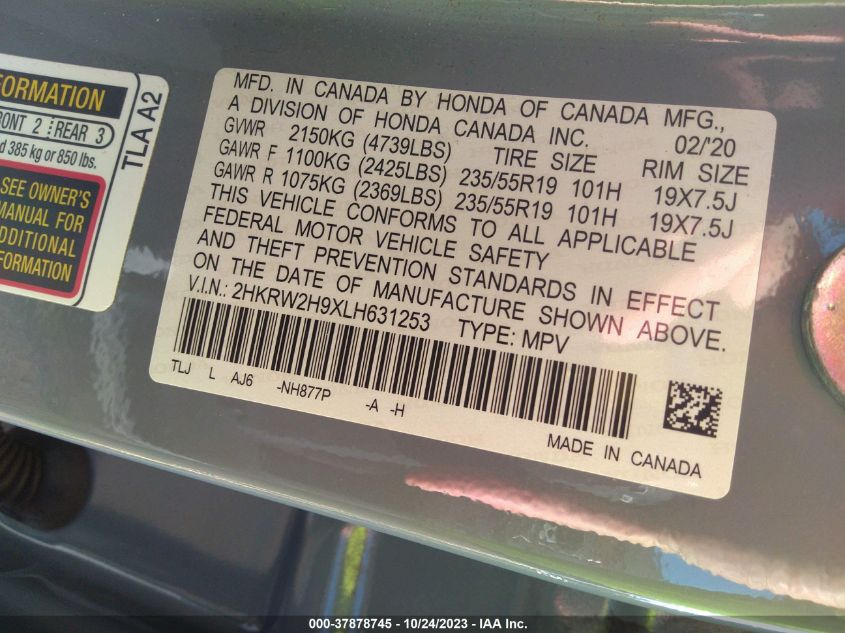 FORMATION
RONT 2 REAR 3
d 385 kg or 850 lbs.
TLA A2
SEE OWNER'S
MANUAL FOR
ADDITIONAL
FORMATION
MFD. IN CANADA BY HONDA OF CANADA MFG.,
A DIVISION OF HONDA CANADA INC. 02/'20
GVWR 2150KG (4739LBS) TIRE SIZE RIM SIZE
GAWR F 1100KG (2425LBS) 235/55R19 101H 19X7.5J
GAWR R 1075KG (2369LBS) 235/55R19 101H 19X7.5J
THIS VEHICLE CONFORMS TO ALL APPLICABLE
FEDERAL MOTOR VEHICLE SAFETY
AND THEFT PREVENTION STANDARDS IN EFFECT
ON THE DATE OF MANUFACTURE SHOWN ABOVE.
V.I.N.: 2HKRW2H9XLH631253 TYPE: MPV
TLJ L AJ6 -NH877P -A -H
MADE IN CANADA
000-37878745 - 10/24/2023 - IAA Inc.